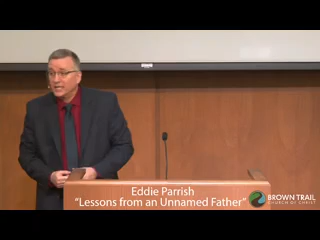 Eddie Parrish
"Lessons from an Unnamed Father"
BROWN TRAIL
CHURCH OF CHRIST